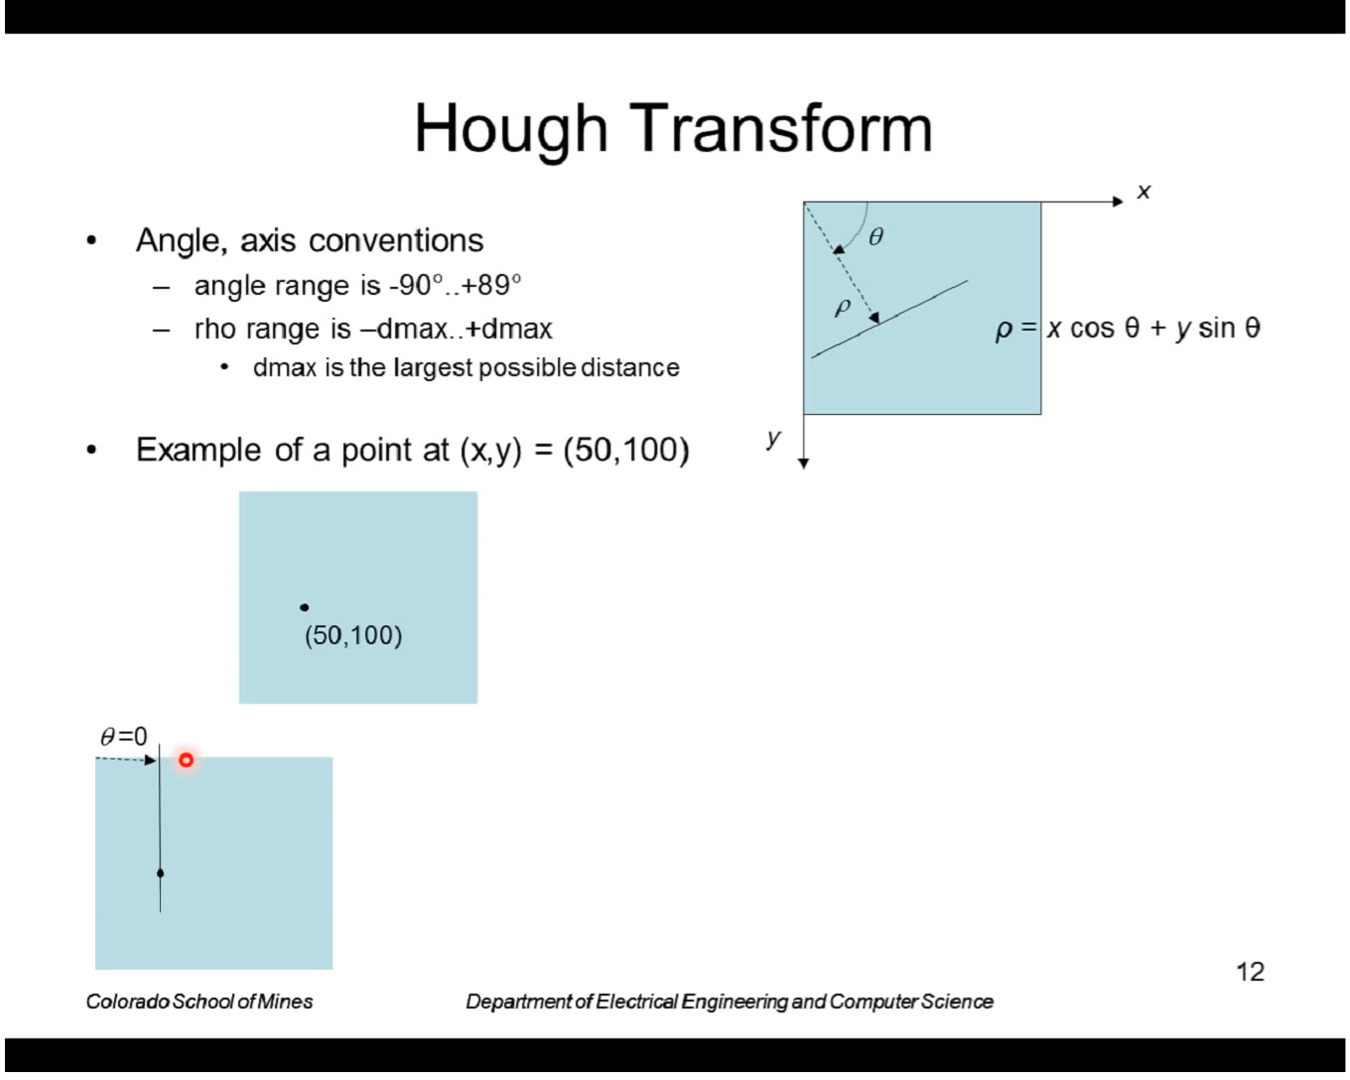 Hough Transform
• Angle, axis conventions
– angle range is -90°..+89°
– rho range is –dmax..+dmax
• dmax is the largest possible distance
• Example of a point at (x,y) = (50,100)
x
θ
ρ
ρ = x cos θ + y sin θ
y
(50,100)
θ=0
12
Colorado School of Mines
Department of Electrical Engineering and Computer Science